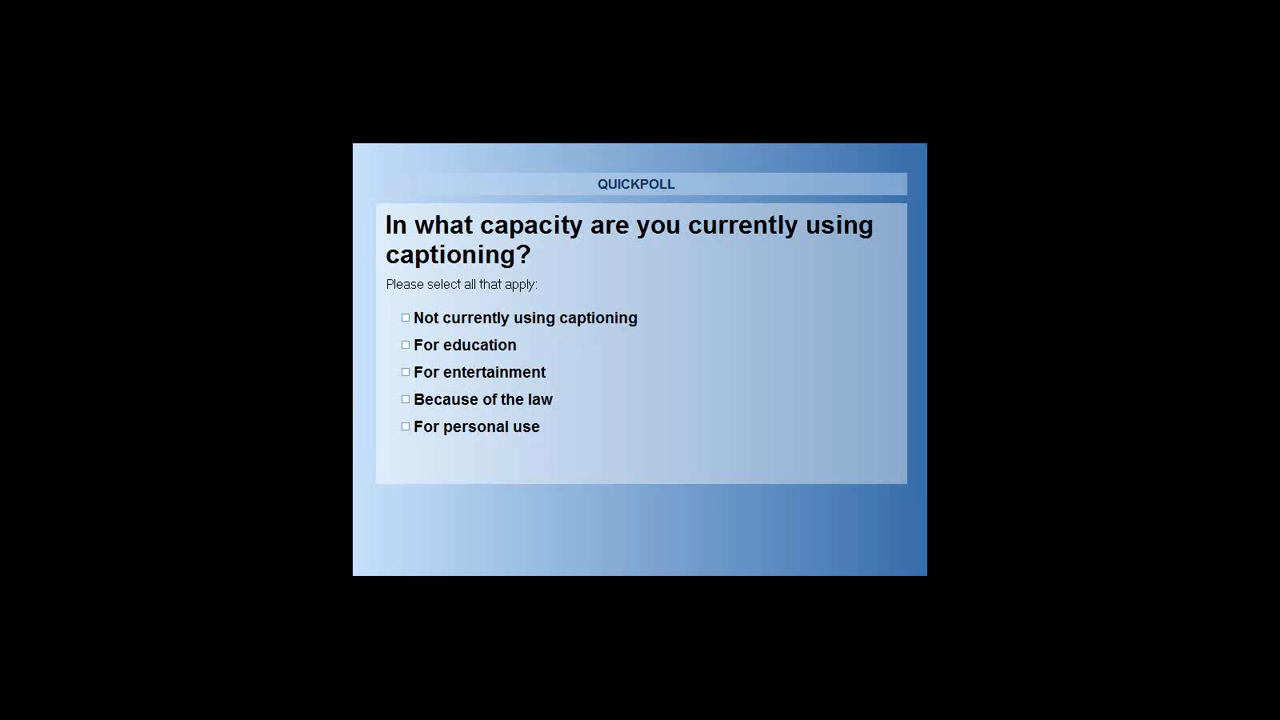 QUICKPOLL
In what capacity are you currently using
captioning?
Please select all that apply:
Not currently using captioning
For education
For entertainment
Because of the law
For personal use